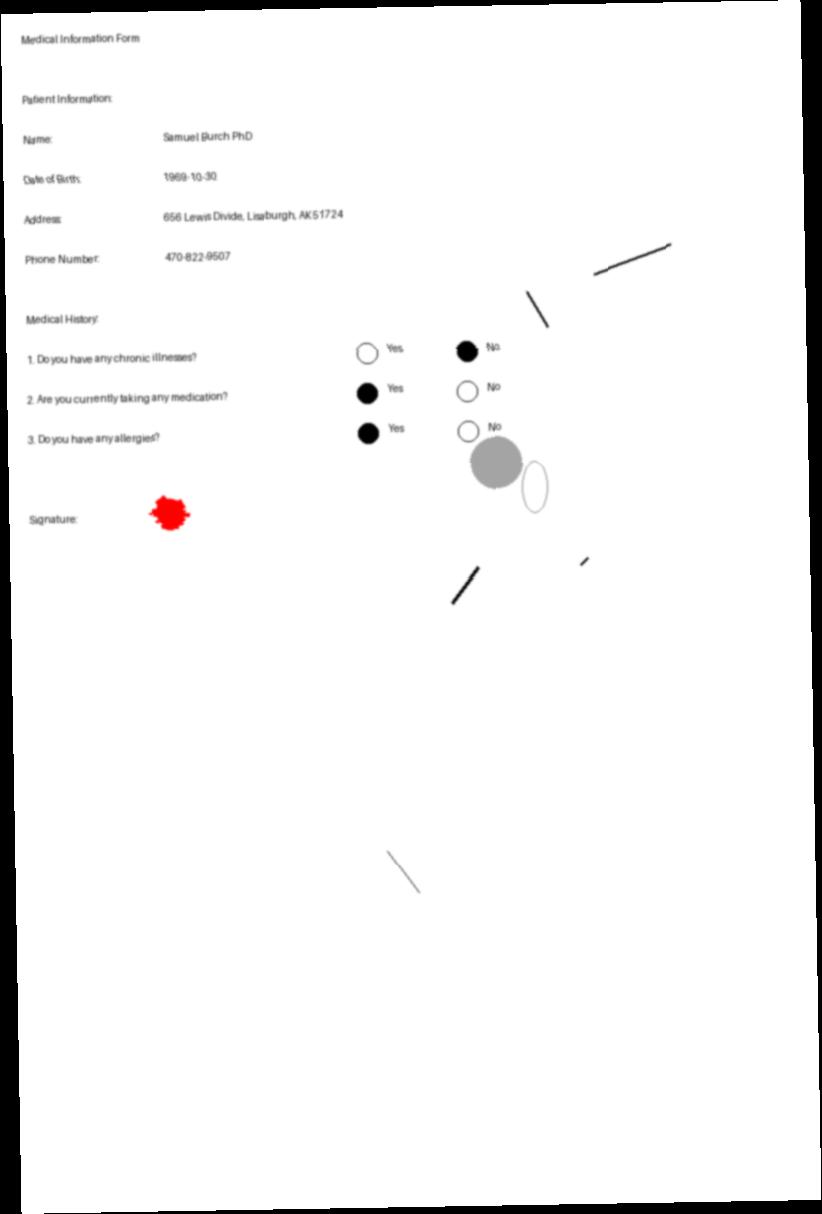 Medical Information Form
Patient Information:
Name: Samuel Burch PhD
Date of Birth: 1969-10-30
Address: 656 Lewis Divide, Lisaburgh, AK 51724
Phone Number: 470-822-9507
Medical History:
1. Do you have any chronic illnesses? Yes No
2. Are you currently taking any medication? Yes No
3. Do you have any allergies? Yes No
Signature: